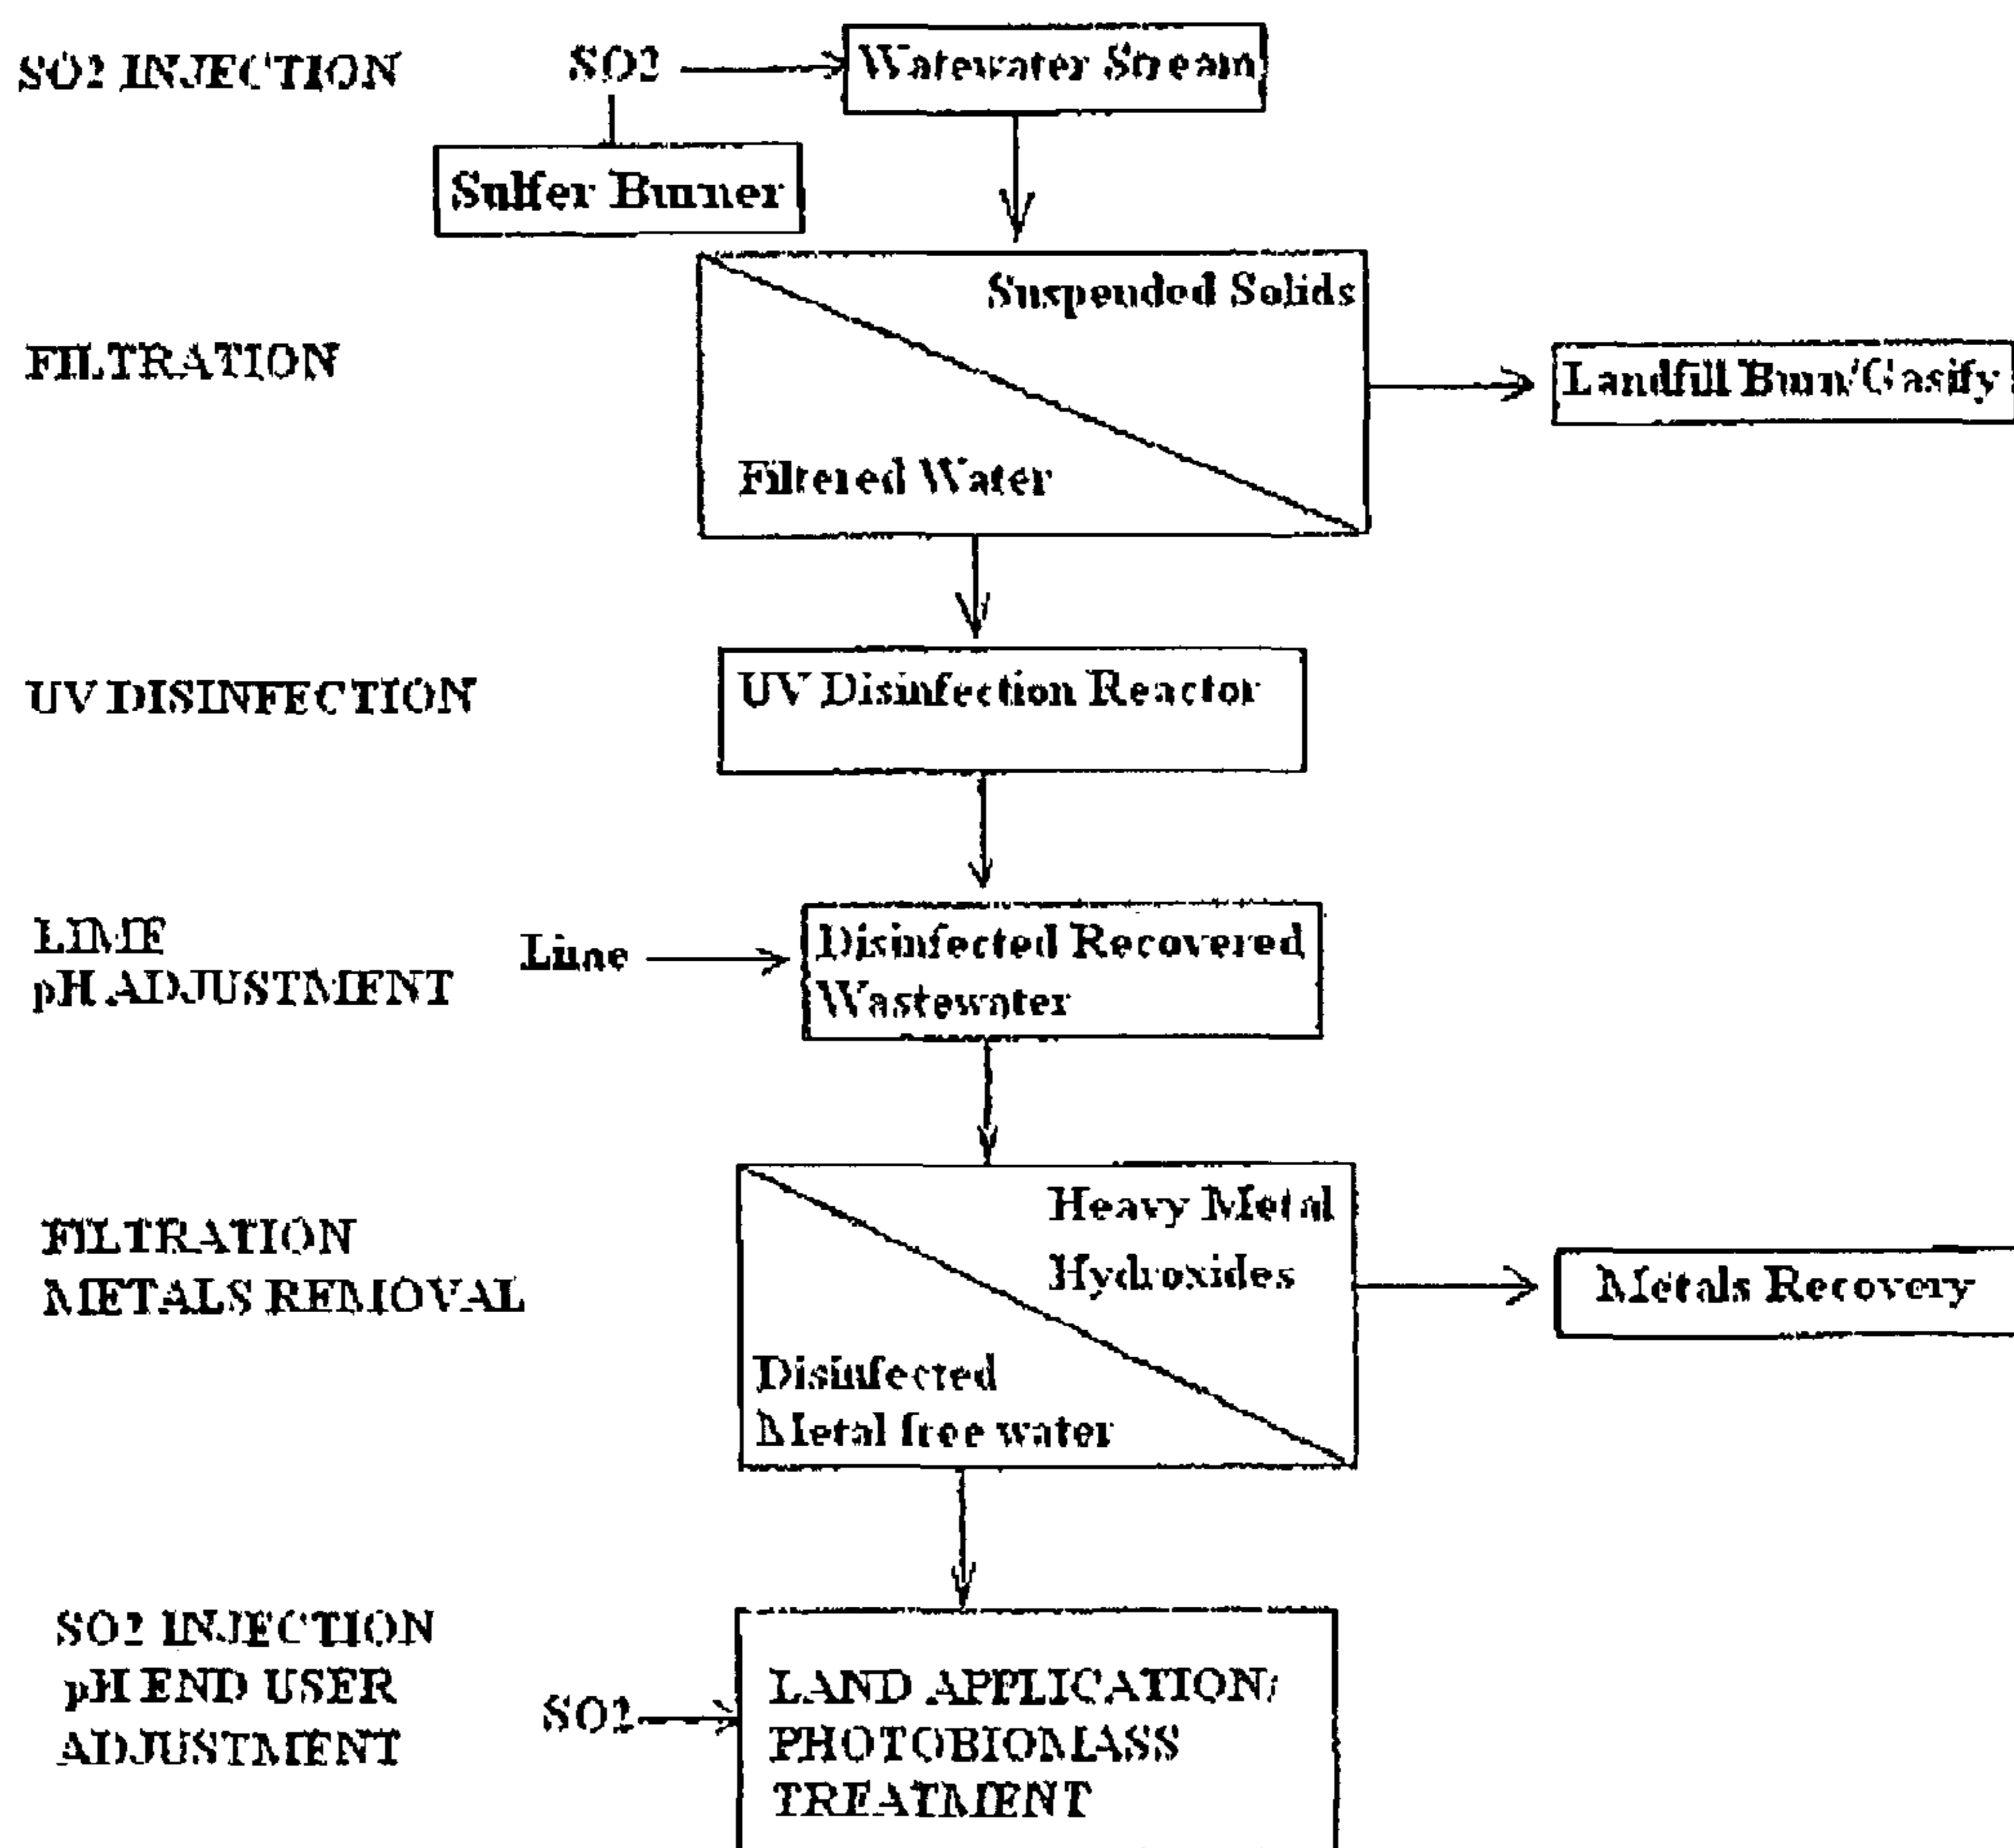 SO2 INJECTION
SO2
Watewater Stream
Sulfer Burner
Suspended Solids
FILTRATION
Landfill Burn/Gasify
Filtered Water
UV DISINFECTION
UV Disinfection Reactor
LIME
pH ADJUSTMENT
Lime
Disinfected Recovered
Wastewater
Heavy Metal
Hydroxides
FILTRATION
METALS REMOVAL
Metals Recovery
Disinfected
Metal free water
SO2 INJECTION
pH END USER
ADJUSTMENT
SO2
LAND APPLICATION/
PHOTOBIOMASS
TREATMENT